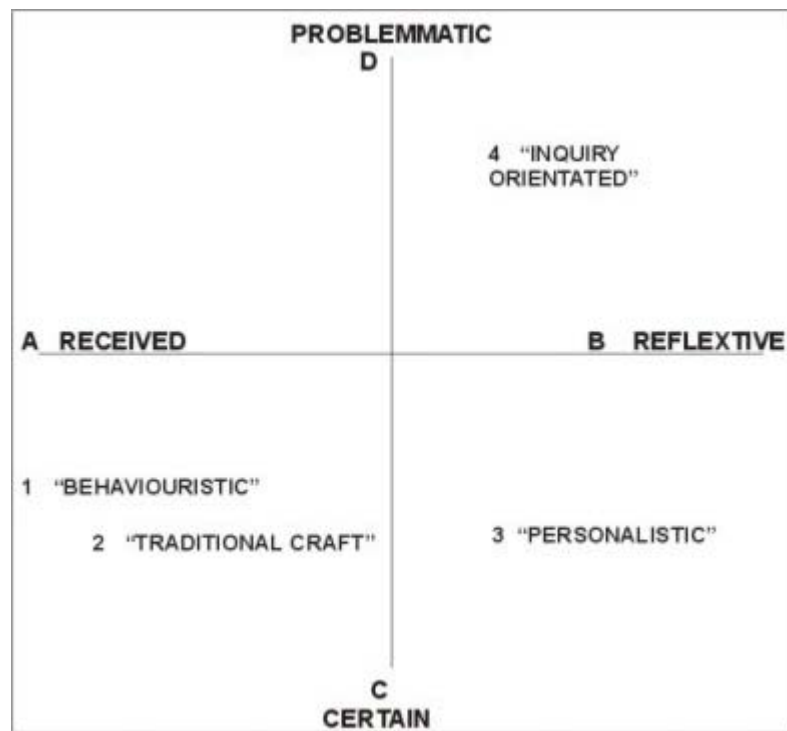 PROBLEMMATIC
D
4 “INQUIRY
ORIENTATED”
A RECEIVED
B REFLEXTIVE
1 “BEHAVIOURISTIC”
2 “TRADITIONAL CRAFT”
3 “PERSONALISTIC”
C
CERTAIN